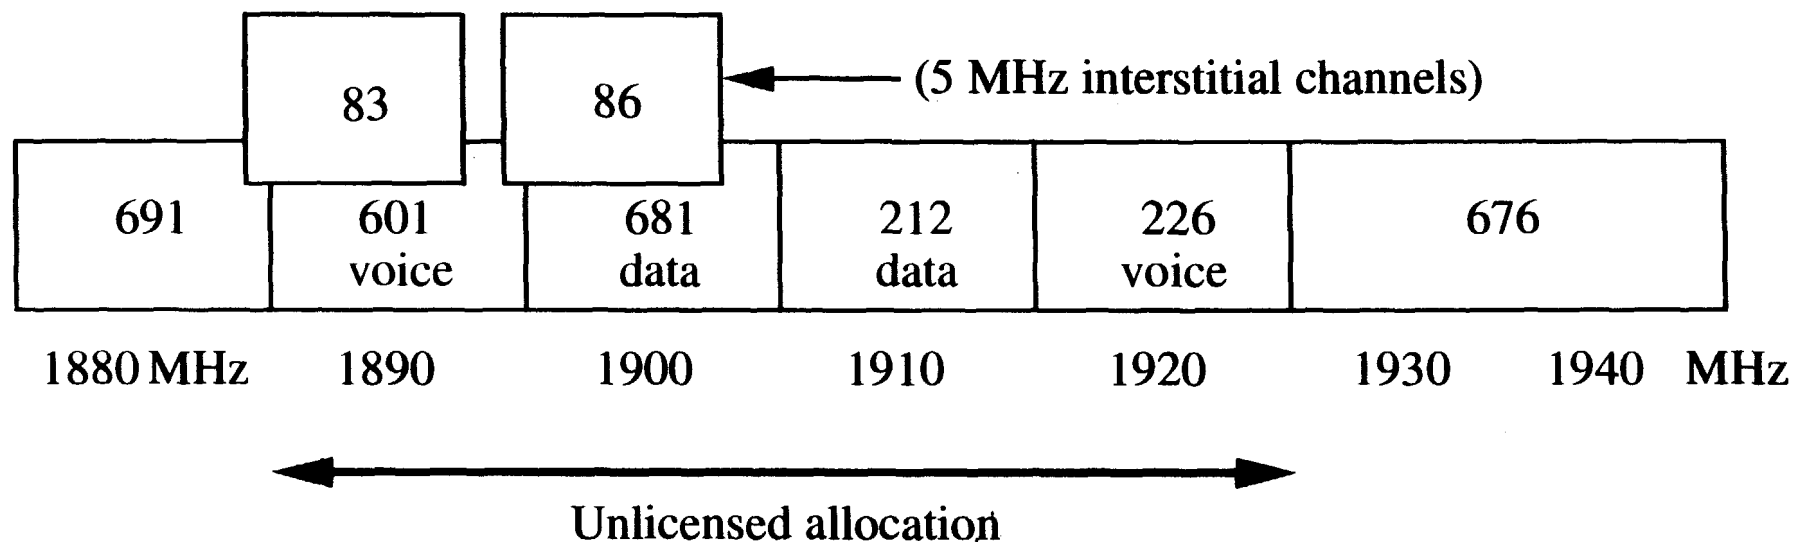 83
86
(5 MHz interstitial channels)
691
601
voice
681
data
212
data
226
voice
676
1880 MHz 1890 1900 1910 1920 1930 1940 MHz
Unlicensed allocation